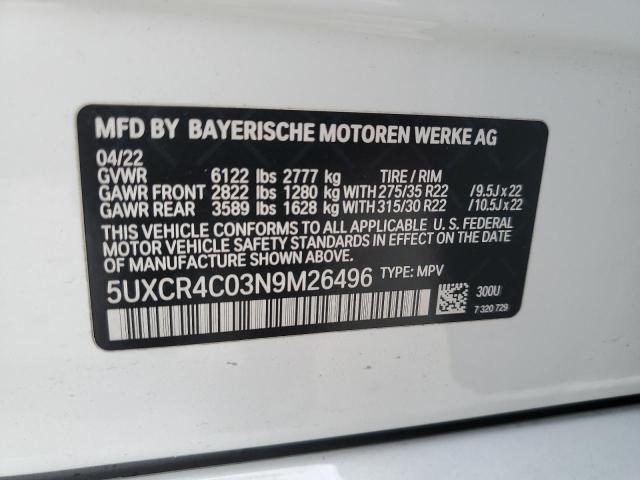 MFD BY BAYERISCHE MOTOREN WERKE AG
04/22
GVWR 6122 lbs 2777 kg TIRE / RIM
GAWR FRONT 2822 lbs 1280 kg WITH 275/35 R22 /9.5J x 22
GAWR REAR 3589 lbs 1628 kg WITH 315/30 R22 /10.5J x 22
THIS VEHICLE CONFORMS TO ALL APPLICABLE U. S. FEDERAL
MOTOR VEHICLE SAFETY STANDARDS IN EFFECT ON THE DATE
OF MANUFACTURE SHOWN ABOVE.
5UXCR4C03N9M26496 TYPE: MPV
300U
7 320 729